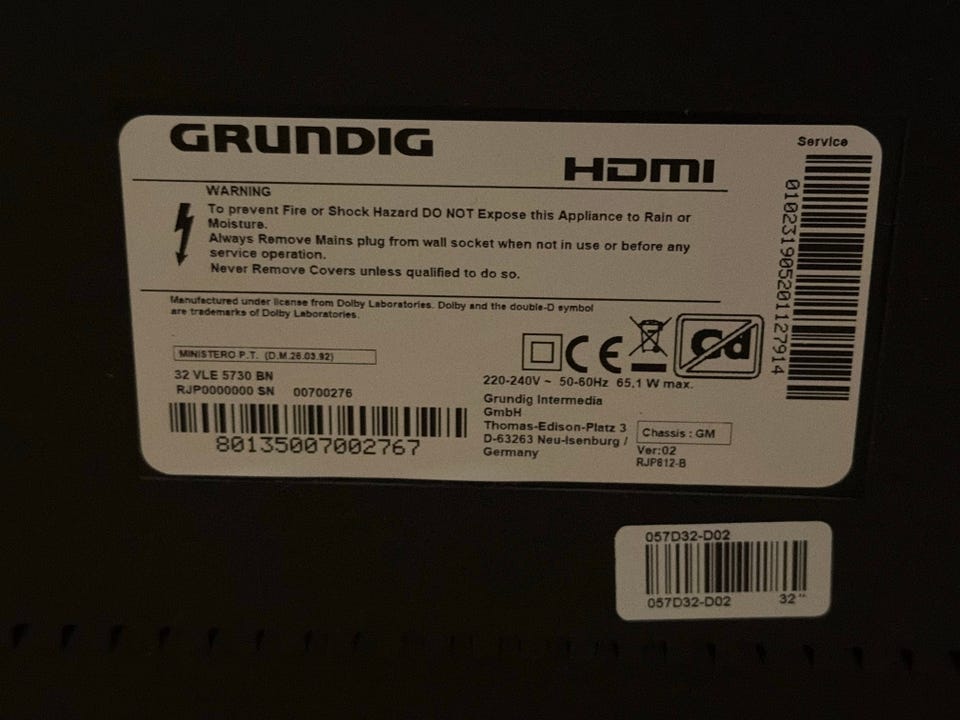 GRUNDIG
HDMI
Service
010231905201127914
WARNING
To prevent Fire or Shock Hazard DO NOT Expose this Appliance to Rain or
Moisture.
Always Remove Mains plug from wall socket when not in use or before any
service operation.
Never Remove Covers unless qualified to do so.
Manufactured under license from Dolby Laboratories. Dolby and the double-D symbol
are trademarks of Dolby Laboratories.
MINISTERO P.T. (D.M.26.03.92)
32 VLE 5730 BN
RJP0000000 SN 00700276
80135007002767
CE
Cd
220-240V ~ 50-60Hz 65,1 W max.
Grundig Intermedia
GmbH
Thomas-Edison-Platz 3
D-63263 Neu-Isenburg /
Germany
Chassis : GM
Ver:02
RJP812-B
057D32-D02
057D32-D02 32"